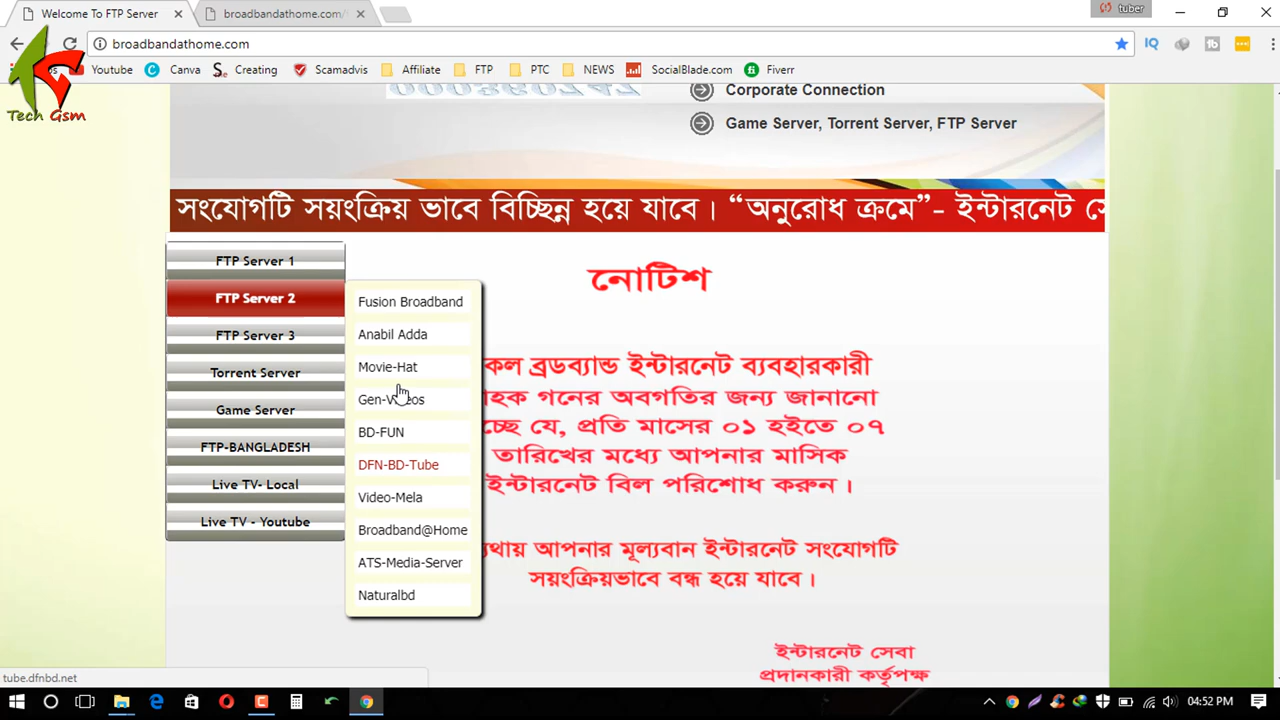 Welcome To FTP Server
broadbandathome.com/
tuber
broadbandathome.com
Youtube
Canva
Creating
Scamadvis
Affiliate
FTP
PTC
NEWS
SocialBlade.com
Fiverr
Tech Gsm
Corporate Connection
Game Server, Torrent Server, FTP Server
সংযোগটি সয়ংক্রিয় ভাবে বিচ্ছিন্ন হয়ে যাবে। “অনুরোধ ক্রমে”- ইন্টারনেট সে
FTP Server 1
FTP Server 2
FTP Server 3
Torrent Server
Game Server
FTP-BANGLADESH
Live TV- Local
Live TV - Youtube
Fusion Broadband
Anabil Adda
Movie-Hat
Gen-Videos
BD-FUN
DFN-BD-Tube
Video-Mela
Broadband@Home
ATS-Media-Server
Naturalbd
নোটিশ
কল ব্রডব্যান্ড ইন্টারনেট ব্যবহারকারী
হক গনের অবগতির জন্য জানানো
চ্ছে যে, প্রতি মাসের ০১ হইতে ০৭
তারিখের মধ্যে আপনার মাসিক
ইন্টারনেট বিল পরিশোধ করুন।
থায় আপনার মূল্যবান ইন্টারনেট সংযোগটি
সয়ংক্রিয়ভাবে বন্ধ হয়ে যাবে।
ইন্টারনেট সেবা
প্রদানকারী কর্তৃপক্ষ
tube.dfnbd.net
04:52 PM